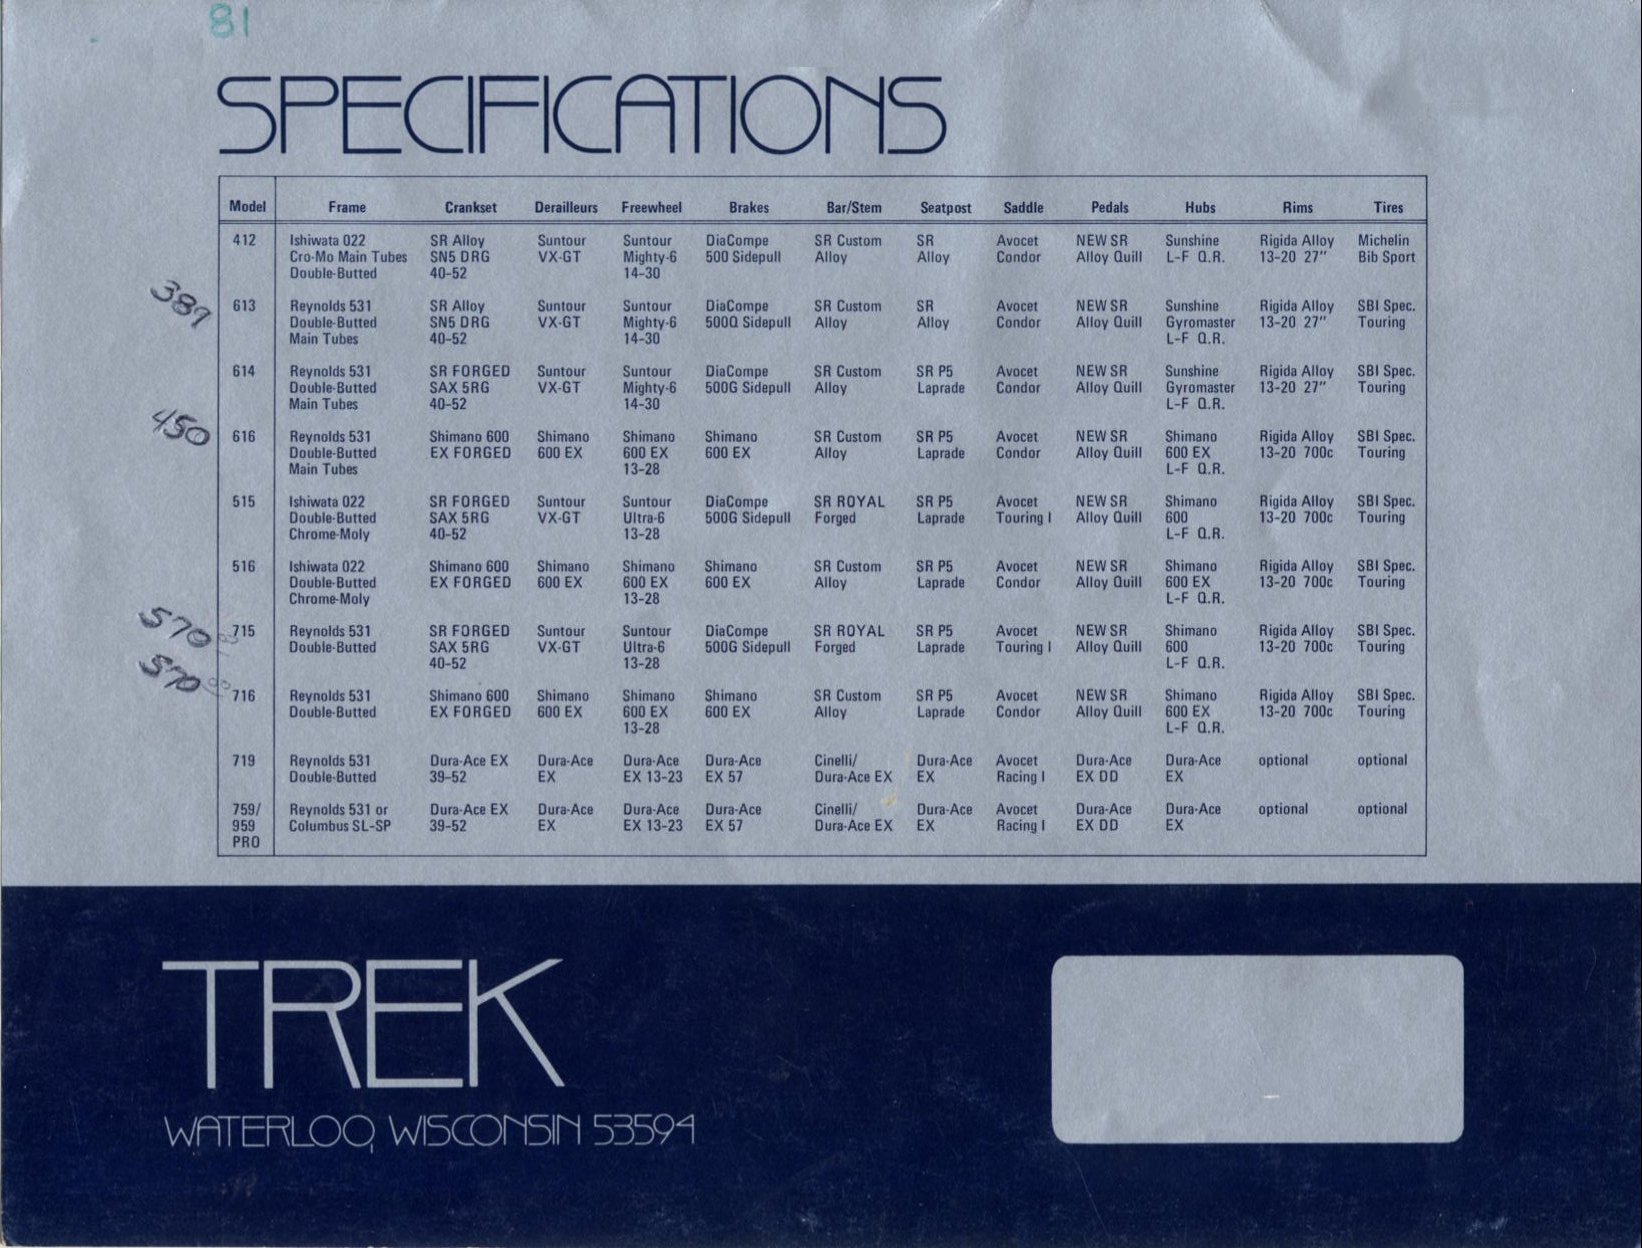 81
SPECIFICATIONS
Model Frame Crankset Derailleurs Freewheel Brakes Bar/Stem Seatpost Saddle Pedals Hubs Rims Tires
412 Ishiwata 022 SR Alloy Suntour Suntour DiaCompe SR Custom SR Avocet NEW SR Sunshine Rigida Alloy Michelin
Cro-Mo Main Tubes SN5 DRG VX-GT Mighty-6 500 Sidepull Alloy Alloy Condor Alloy Quill L-F Q.R. 13-20 27" Bib Sport
Double-Butted 40-52 14-30
389
613 Reynolds 531 SR Alloy Suntour Suntour DiaCompe SR Custom SR Avocet NEW SR Sunshine Rigida Alloy SBI Spec.
Double-Butted SN5 DRG VX-GT Mighty-6 500Q Sidepull Alloy Alloy Condor Alloy Quill Gyromaster 13-20 27" Touring
Main Tubes 40-52 14-30 L-F Q.R.
614 Reynolds 531 SR FORGED Suntour Suntour DiaCompe SR Custom SR P5 Avocet NEW SR Sunshine Rigida Alloy SBI Spec.
Double-Butted SAX 5RG VX-GT Mighty-6 500G Sidepull Alloy Laprade Condor Alloy Quill Gyromaster 13-20 27" Touring
Main Tubes 40-52 14-30 L-F Q.R.
450
616 Reynolds 531 Shimano 600 Shimano Shimano Shimano SR Custom SR P5 Avocet NEW SR Shimano Rigida Alloy SBI Spec.
Double-Butted EX FORGED 600 EX 600 EX 600 EX Alloy Laprade Condor Alloy Quill 600 EX 13-20 700c Touring
Main Tubes 13-28 L-F Q.R.
515 Ishiwata 022 SR FORGED Suntour Suntour DiaCompe SR ROYAL SR P5 Avocet NEW SR Shimano Rigida Alloy SBI Spec.
Double-Butted SAX 5RG VX-GT Ultra-6 500G Sidepull Forged Laprade Touring I Alloy Quill 600 13-20 700c Touring
Chrome-Moly 40-52 13-28 L-F Q.R.
516 Ishiwata 022 Shimano 600 Shimano Shimano Shimano SR Custom SR P5 Avocet NEW SR Shimano Rigida Alloy SBI Spec.
Double-Butted EX FORGED 600 EX 600 EX 600 EX Alloy Laprade Condor Alloy Quill 600 EX 13-20 700c Touring
Chrome-Moly 13-28 L-F Q.R.
570
715 Reynolds 531 SR FORGED Suntour Suntour DiaCompe SR ROYAL SR P5 Avocet NEW SR Shimano Rigida Alloy SBI Spec.
Double-Butted SAX 5RG VX-GT Ultra-6 500G Sidepull Forged Laprade Touring I Alloy Quill 600 13-20 700c Touring
40-52 13-28 L-F Q.R.
570
716 Reynolds 531 Shimano 600 Shimano Shimano Shimano SR Custom SR P5 Avocet NEW SR Shimano Rigida Alloy SBI Spec.
Double-Butted EX FORGED 600 EX 600 EX 600 EX Alloy Laprade Condor Alloy Quill 600 EX 13-20 700c Touring
13-28 L-F Q.R.
719 Reynolds 531 Dura-Ace EX Dura-Ace Dura-Ace Dura-Ace Cinelli/ Dura-Ace Avocet Dura-Ace Dura-Ace optional optional
Double-Butted 39-52 EX EX 13-23 EX 57 Dura-Ace EX EX Racing I EX DD EX
759/ Reynolds 531 or Dura-Ace EX Dura-Ace Dura-Ace Dura-Ace Cinelli/ Dura-Ace Avocet Dura-Ace Dura-Ace optional optional
959 Columbus SL-SP 39-52 EX EX 13-23 EX 57 Dura-Ace EX EX Racing I EX DD EX
PRO
TREK
WATERLOO, WISCONSIN 53594